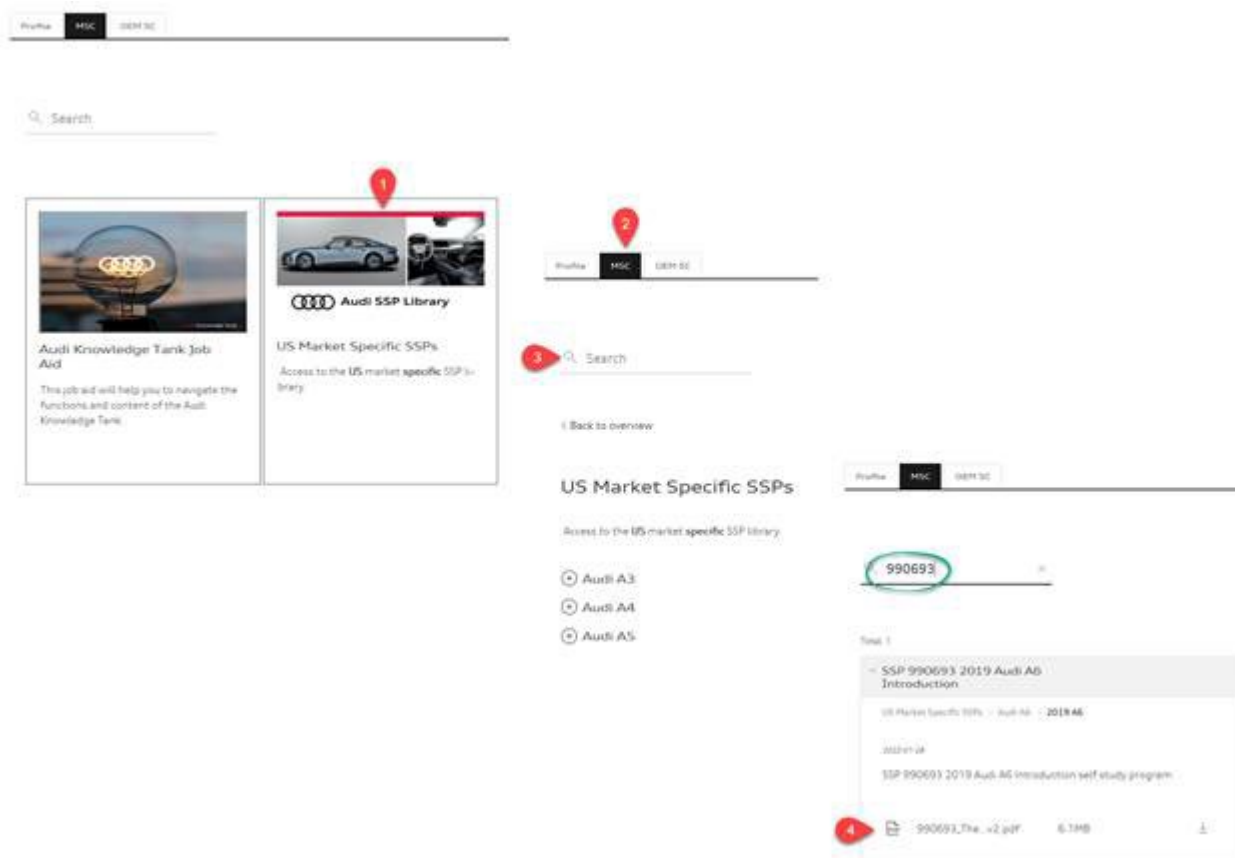 Profile MSC OEM SC
Search
1
Audi SSP Library
Audi Knowledge Tank Job
Aid
This job aid will help you to navigate the
functions and content of the Audi
Knowledge Tank
US Market Specific SSPs
Access to the US market specific SSP li-
brary
2
Profile MSC OEM SC
3
Search
Back to overview
US Market Specific SSPs
Access to the US market specific SSP library
Audi A3
Audi A4
Audi A5
Profile MSC OEM SC
990693
Total: 1
SSP 990693 2019 Audi A6
Introduction
US Market Specific SSPs Audi A6 2019 A6
SSP 990693 2019 Audi A6 Introduction self study program
4
990693_The...v2.pdf 6.1MB